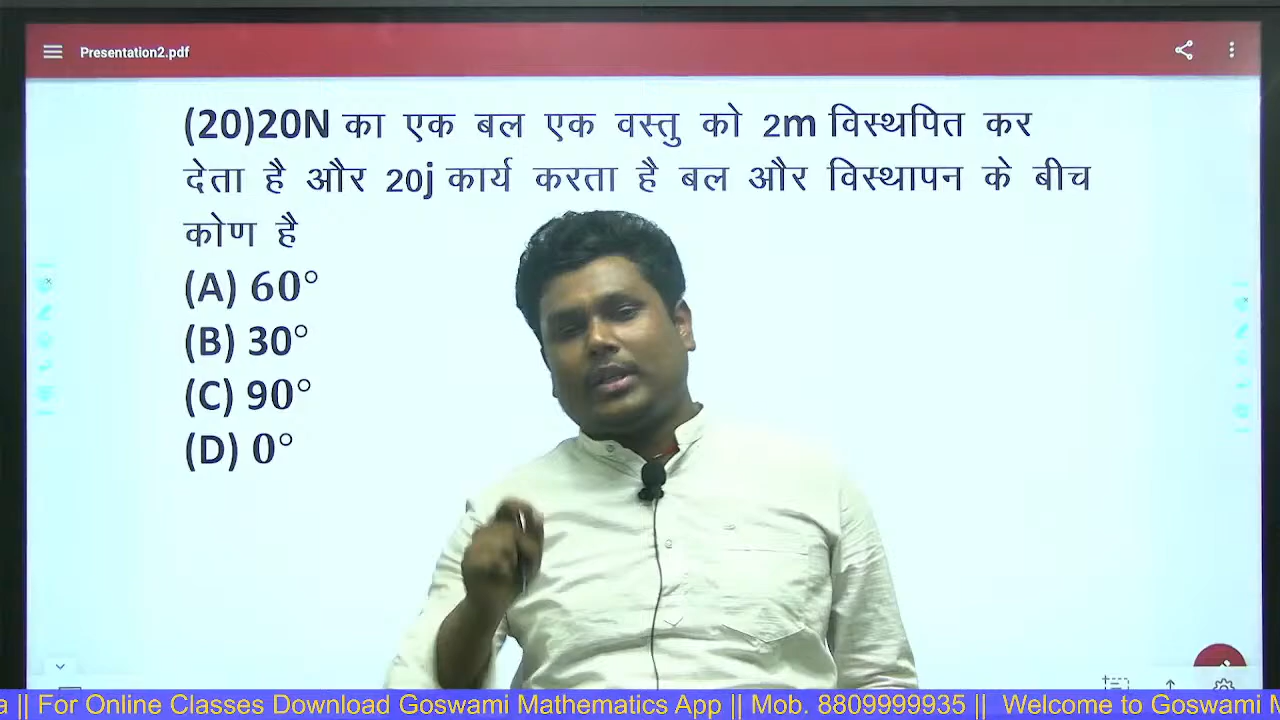 Presentation2.pdf
(20)20N का एक बल एक वस्तु को 2m विस्थपित कर
देता है और 20j कार्य करता है बल और विस्थापन के बीच
कोण है
(A) 60°
(B) 30°
(C) 90°
(D) 0°
a || For Online Classes Download Goswami Mathematics App || Mob. 8809999935 || Welcome to Goswami M